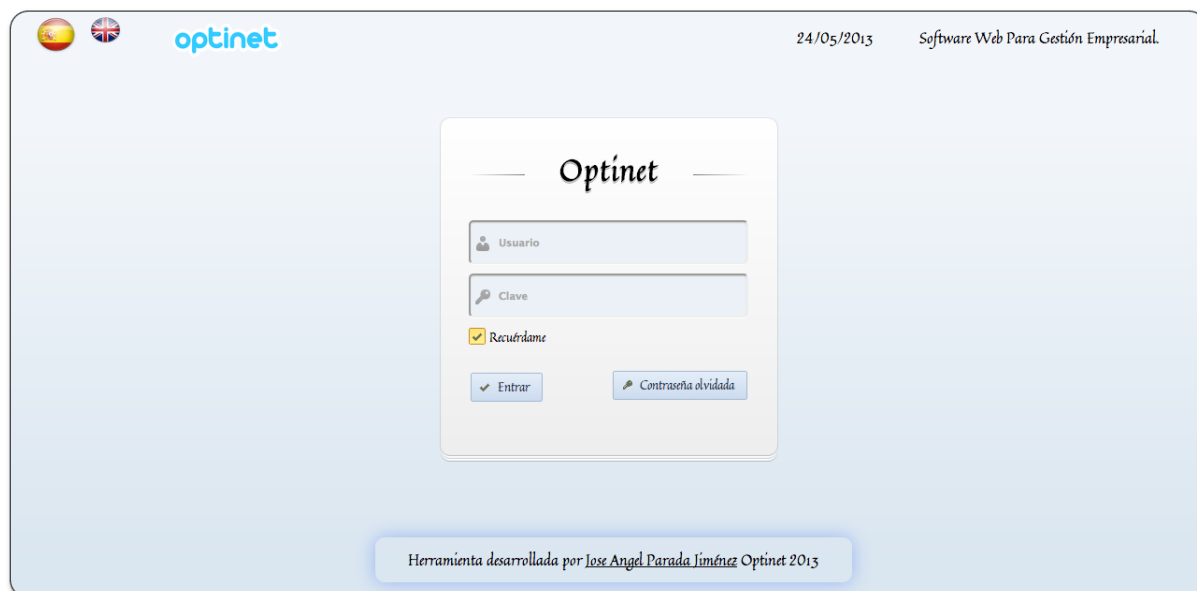 optinet
24/05/2013
Software Web Para Gestión Empresarial.
Optinet
Usuario
Clave
Recuérdame
Entrar
Contraseña olvidada
Herramienta desarrollada por Jose Angel Parada Jiménez Optinet 2013